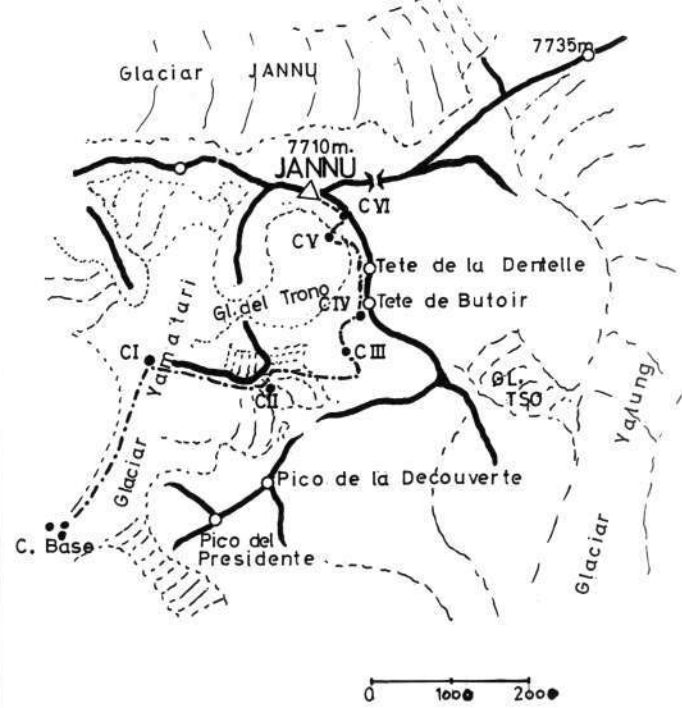 7735m
Glaciar JANNU
7710m.
JANNU
C VI
C V
Tete de la Dentelle
Gl. del Trono
C IV
Tete de Butoir
Yalmatari
C I
C III
GL.
TSO
C II
Yalung
Glaciar
Pico de la Decouverte
C. Base
Pico del
Presidente
Glaciar
0 1000 2000